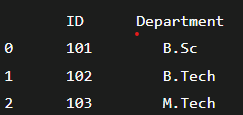 ID Department
0 101 B.Sc
1 102 B.Tech
2 103 M.Tech